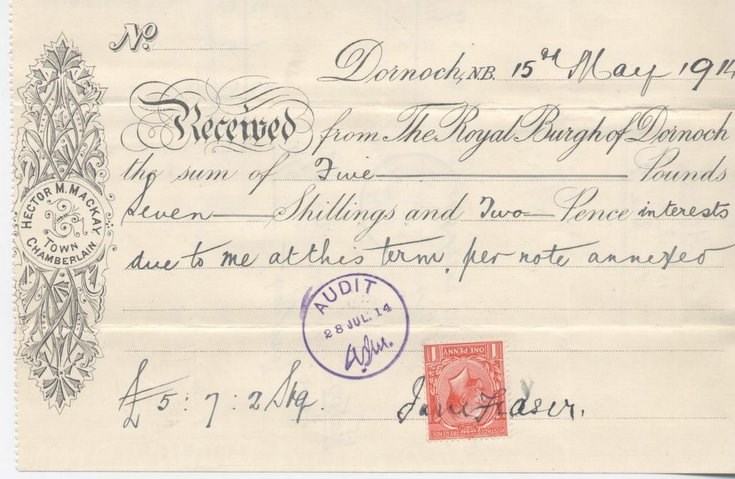 No.
Dornoch, N.B. 15th May 1914
Received from The Royal Burgh of Dornoch
the sum of Five Pounds
Seven Shillings and Two Pence interests
due to me at this term, per note annexed
HECTOR M. MACKAY
TOWN
CHAMBERLAIN
AUDIT
28 JUL. 14
£5:7:2 Stg.
Jane Fraser.
ONE PENNY
1 1